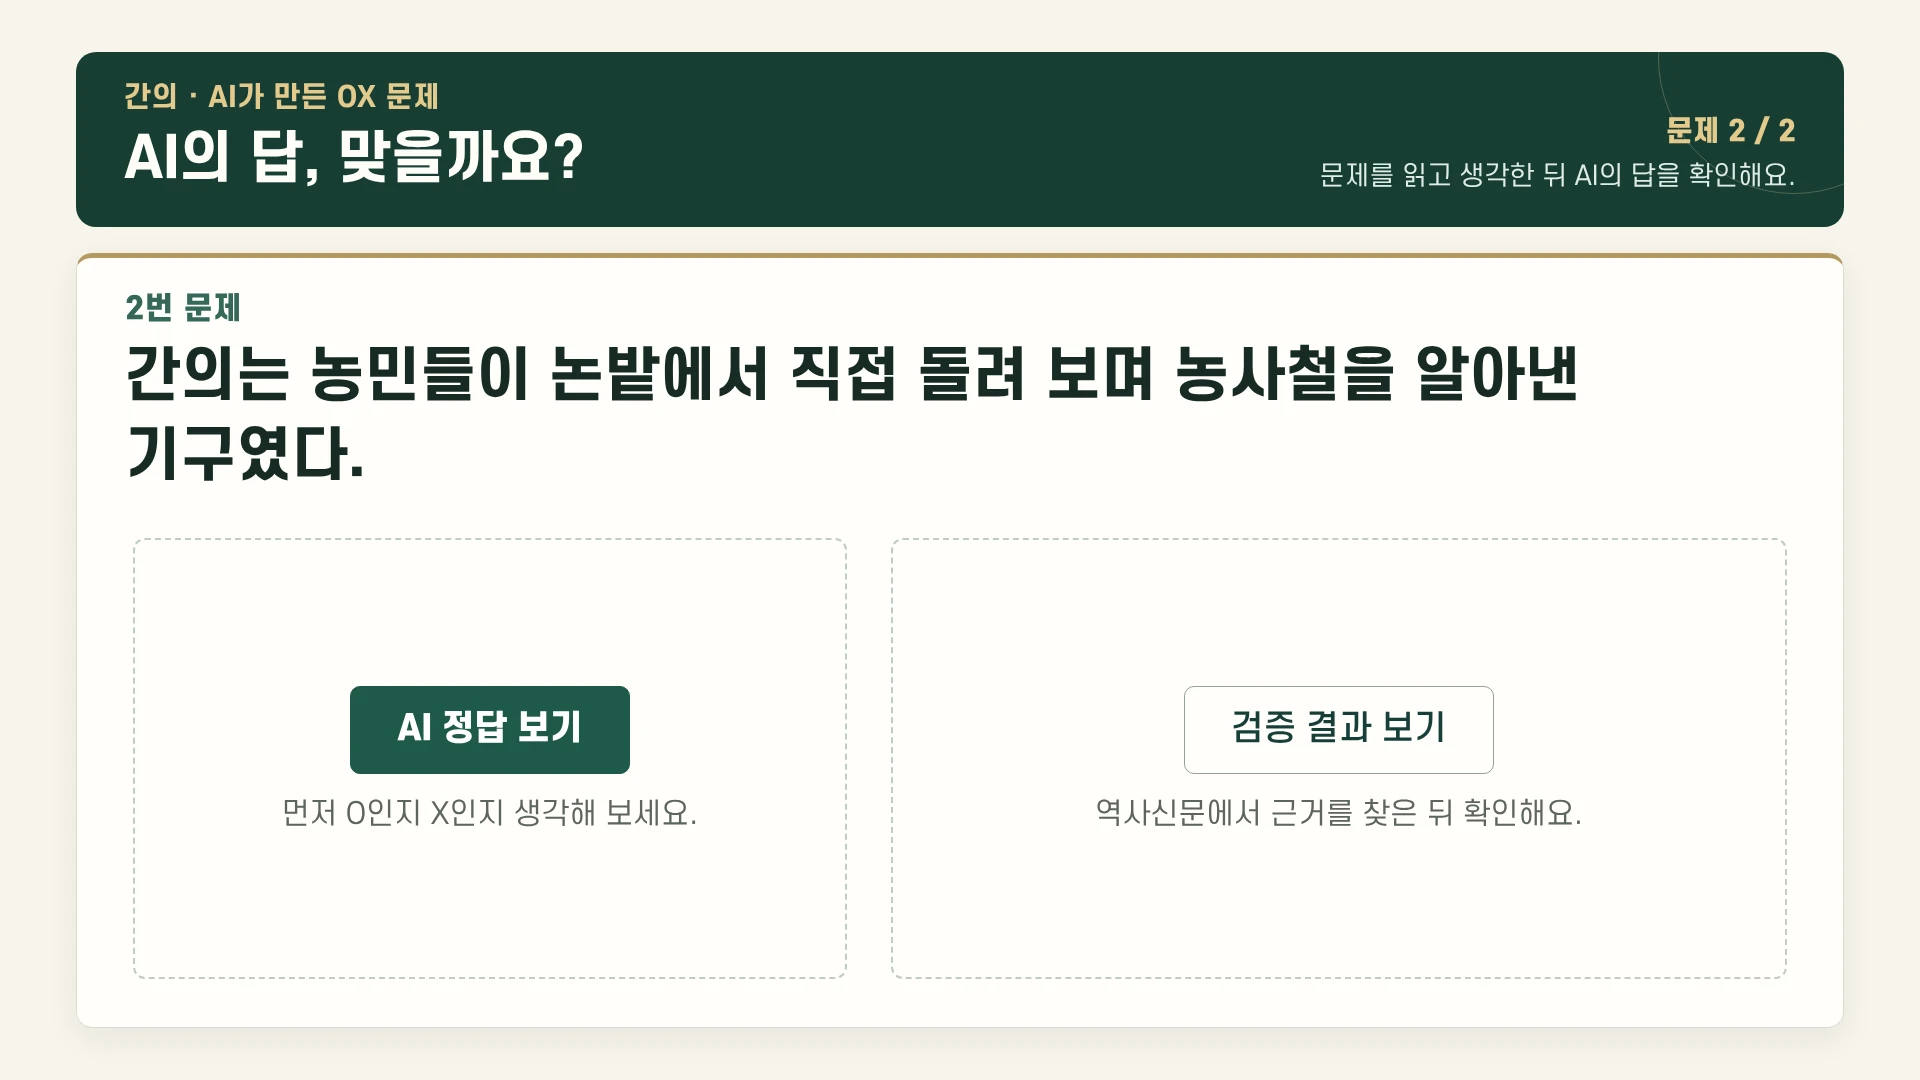 간의 · AI가 만든 OX 문제
AI의 답, 맞을까요?
문제 2 / 2
문제를 읽고 생각한 뒤 AI의 답을 확인해요.
2번 문제
간의는 농민들이 논밭에서 직접 돌려 보며 농사철을 알아낸
기구였다.
AI 정답 보기
먼저 O인지 X인지 생각해 보세요.
검증 결과 보기
역사신문에서 근거를 찾은 뒤 확인해요.